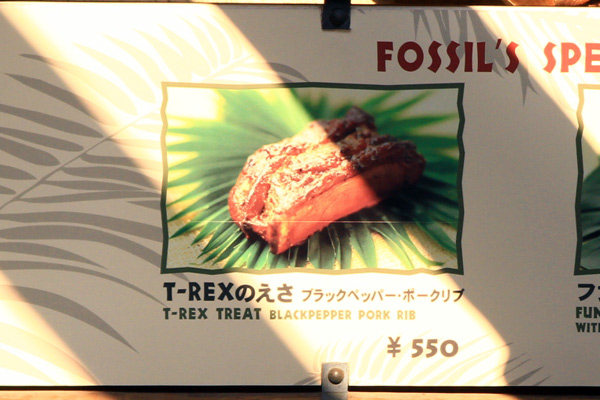 FOSSIL'S
T-REXのえさ ブラックペッパー・ポークリブ
T-REX TREAT BLACKPEPPER PORK RIB
¥ 550